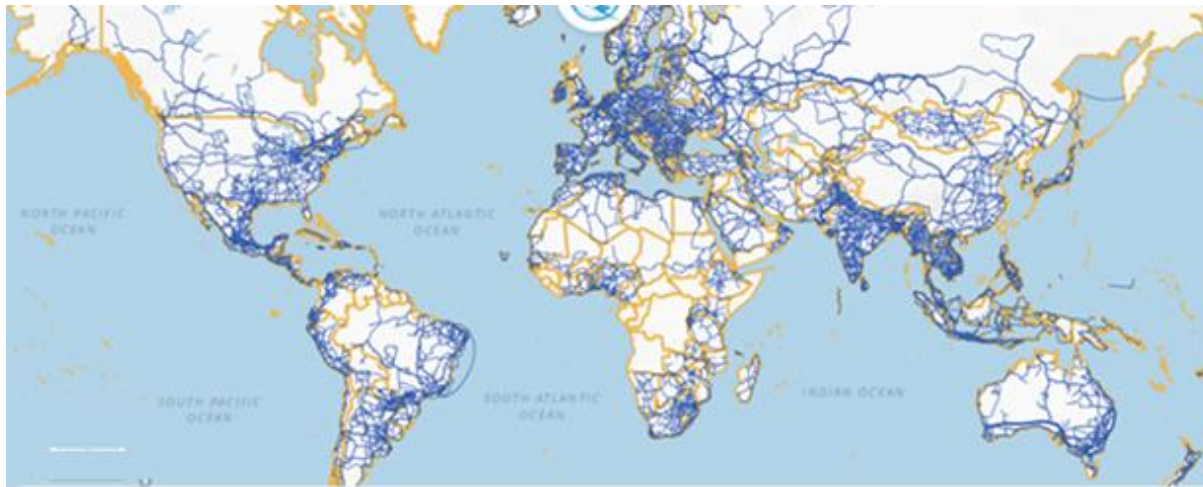 NORTH PACIFIC
OCEAN
NORTH ATLANTIC
OCEAN
SOUTH PACIFIC
OCEAN
SOUTH ATLANTIC
OCEAN
INDIAN OCEAN